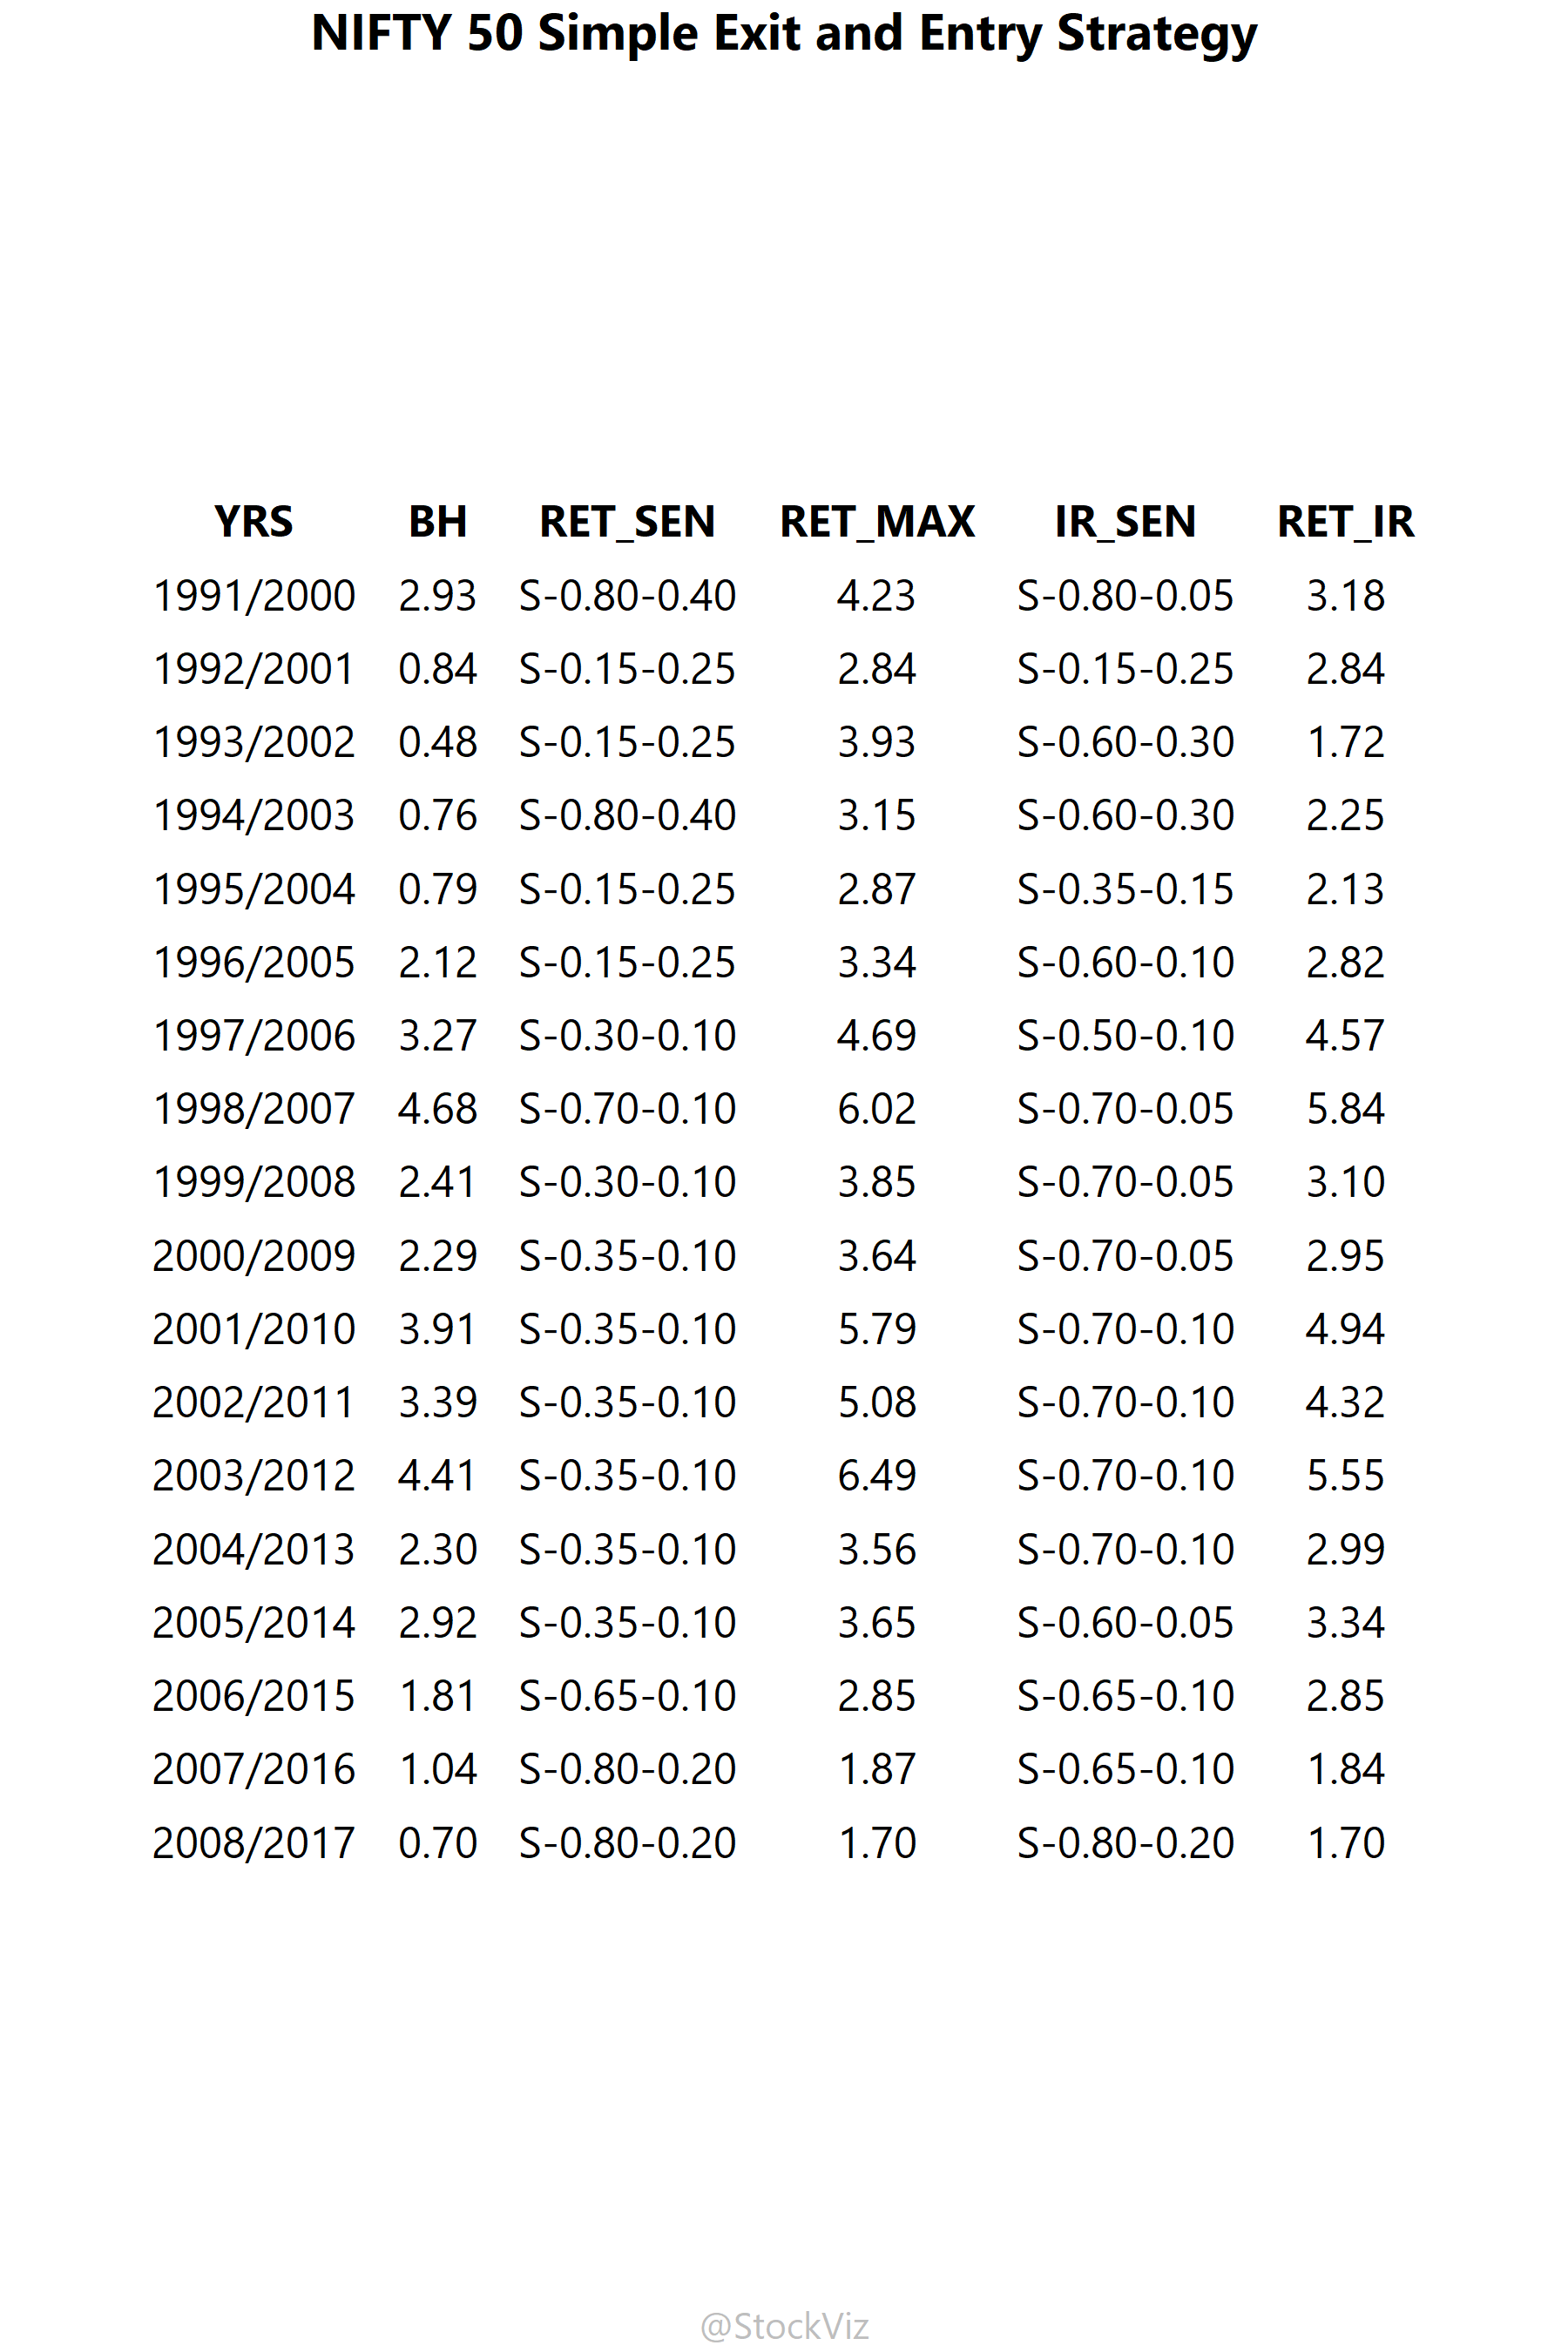 NIFTY 50 Simple Exit and Entry Strategy
YRS BH RET_SEN RET_MAX IR_SEN RET_IR
1991/2000 2.93 S-0.80-0.40 4.23 S-0.80-0.05 3.18
1992/2001 0.84 S-0.15-0.25 2.84 S-0.15-0.25 2.84
1993/2002 0.48 S-0.15-0.25 3.93 S-0.60-0.30 1.72
1994/2003 0.76 S-0.80-0.40 3.15 S-0.60-0.30 2.25
1995/2004 0.79 S-0.15-0.25 2.87 S-0.35-0.15 2.13
1996/2005 2.12 S-0.15-0.25 3.34 S-0.60-0.10 2.82
1997/2006 3.27 S-0.30-0.10 4.69 S-0.50-0.10 4.57
1998/2007 4.68 S-0.70-0.10 6.02 S-0.70-0.05 5.84
1999/2008 2.41 S-0.30-0.10 3.85 S-0.70-0.05 3.10
2000/2009 2.29 S-0.35-0.10 3.64 S-0.70-0.05 2.95
2001/2010 3.91 S-0.35-0.10 5.79 S-0.70-0.10 4.94
2002/2011 3.39 S-0.35-0.10 5.08 S-0.70-0.10 4.32
2003/2012 4.41 S-0.35-0.10 6.49 S-0.70-0.10 5.55
2004/2013 2.30 S-0.35-0.10 3.56 S-0.70-0.10 2.99
2005/2014 2.92 S-0.35-0.10 3.65 S-0.60-0.05 3.34
2006/2015 1.81 S-0.65-0.10 2.85 S-0.65-0.10 2.85
2007/2016 1.04 S-0.80-0.20 1.87 S-0.65-0.10 1.84
2008/2017 0.70 S-0.80-0.20 1.70 S-0.80-0.20 1.70
@StockViz